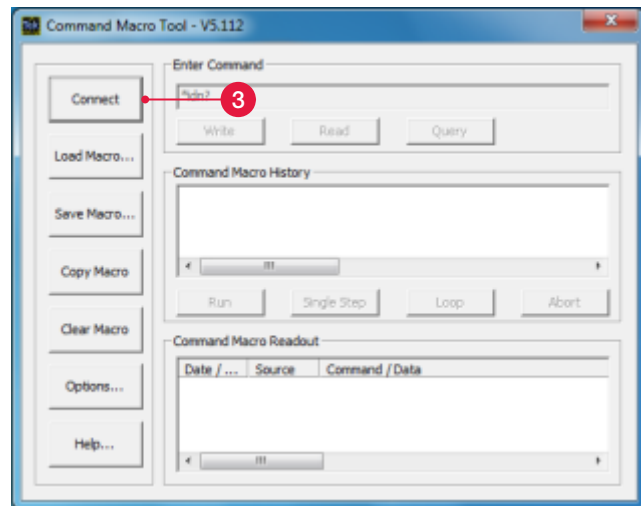 Command Macro Tool - V5.112
Connect
Load Macro...
Save Macro...
Copy Macro
Clear Macro
Options...
Help...
Enter Command
*idn?
3
Write Read Query
Command Macro History
Run Single Step Loop Abort
Command Macro Readout
Date / ... Source Command / Data